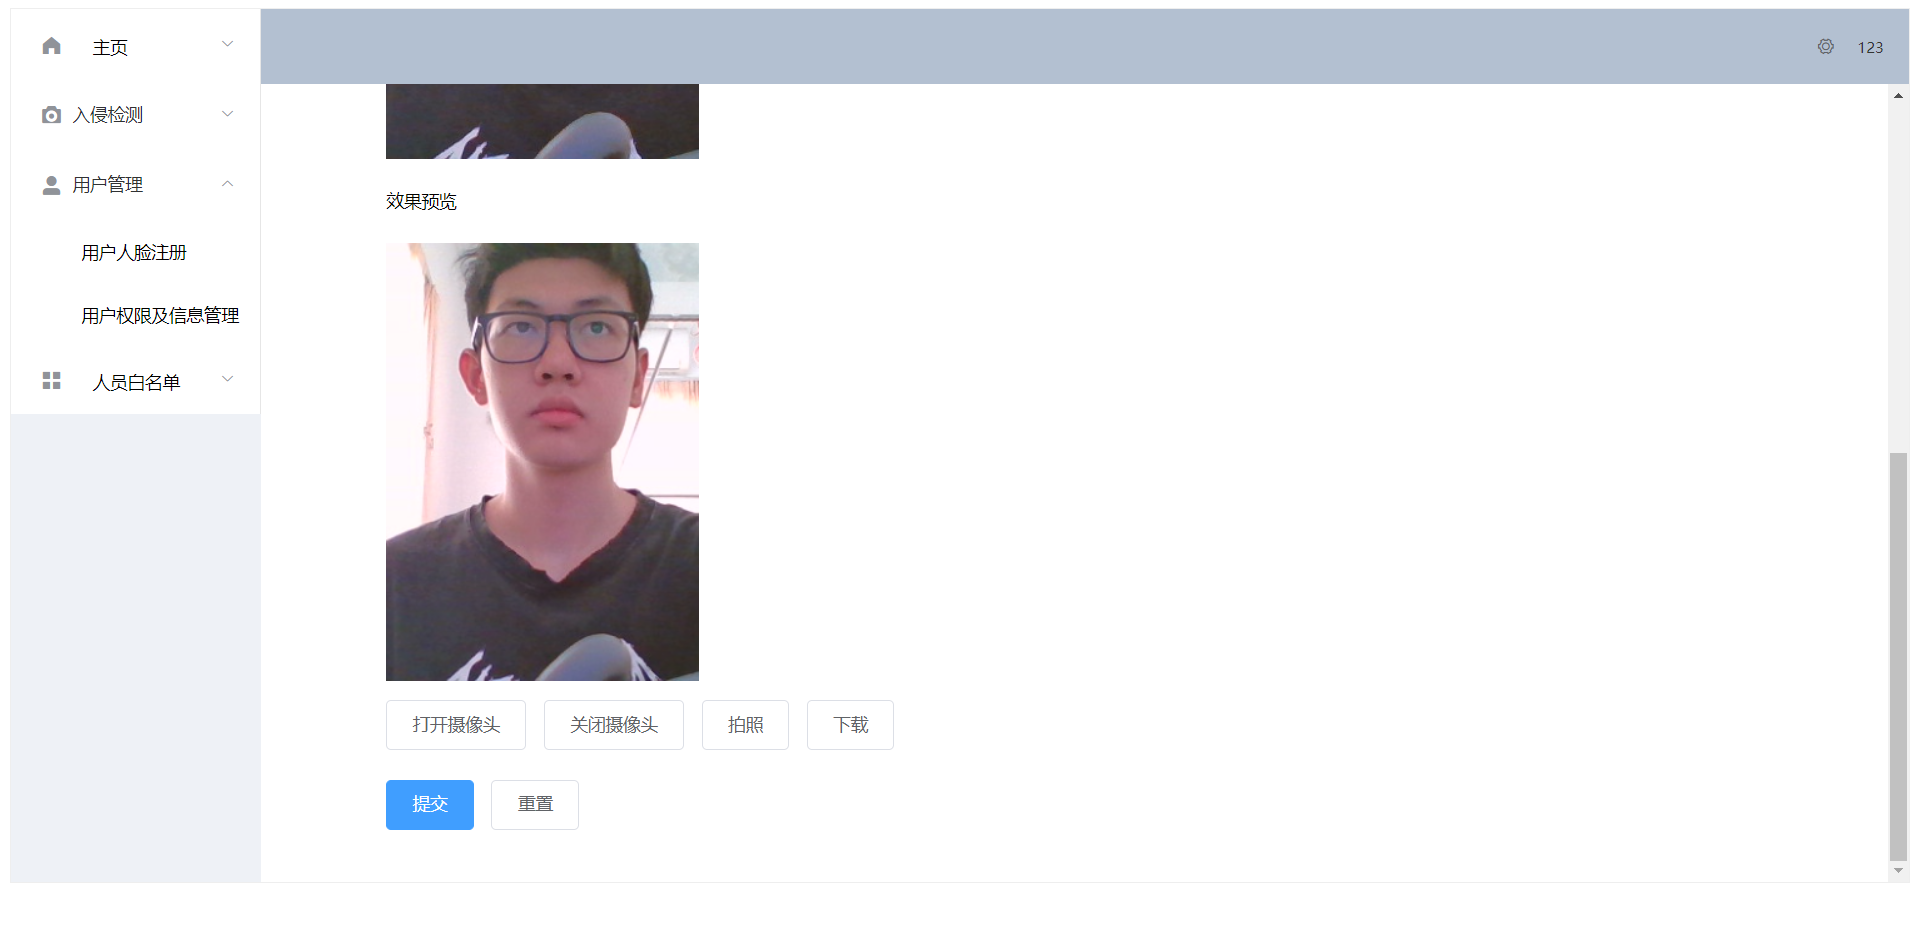 主页
入侵检测
用户管理
用户人脸注册
用户权限及信息管理
人员白名单
123
效果预览
打开摄像头 关闭摄像头 拍照 下载
提交 重置